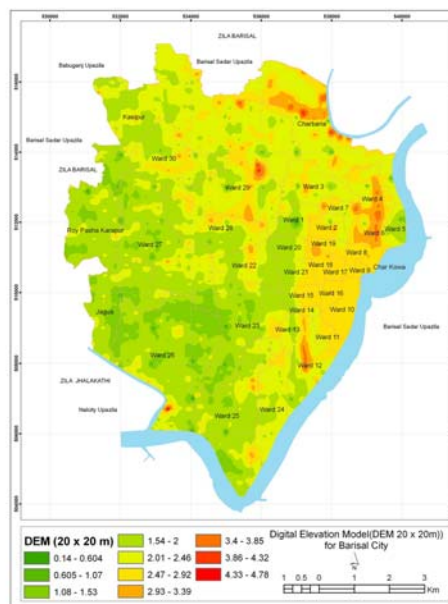 ZILA BARISAL
Babuganj Upazila
Barisal Sadar Upazila
Charbaria
Kasipur
Barisal Sadar Upazila
Ward 30
ZILA BARISAL
Ward 29
Ward 3
Ward 4
Ward 7
Ward 1
Ward 2
Ward 5
Ward 6
Roy Pasha Karapur
Ward 28
Ward 27
Ward 20
Ward 19
Ward 8
Ward 22
Ward 18
Ward 21
Ward 17
Ward 9
Char Kowa
Ward 15
Ward 16
Jagua
Ward 14
Ward 10
Ward 23
Ward 13
Barisal Sadar Upazila
Ward 11
Ward 26
Ward 12
ZILA JHALAKATHI
Nalcity Upazila
Ward 25
Ward 24
DEM (20 x 20 m)
0.14 - 0.604
0.605 - 1.07
1.08 - 1.53
1.54 - 2
2.01 - 2.46
2.47 - 2.92
2.93 - 3.39
3.4 - 3.85
3.86 - 4.32
4.33 - 4.78
Digital Elevation Model(DEM 20 x 20m))
for Barisal City
N
1 0.5 0 1 2 3
Km